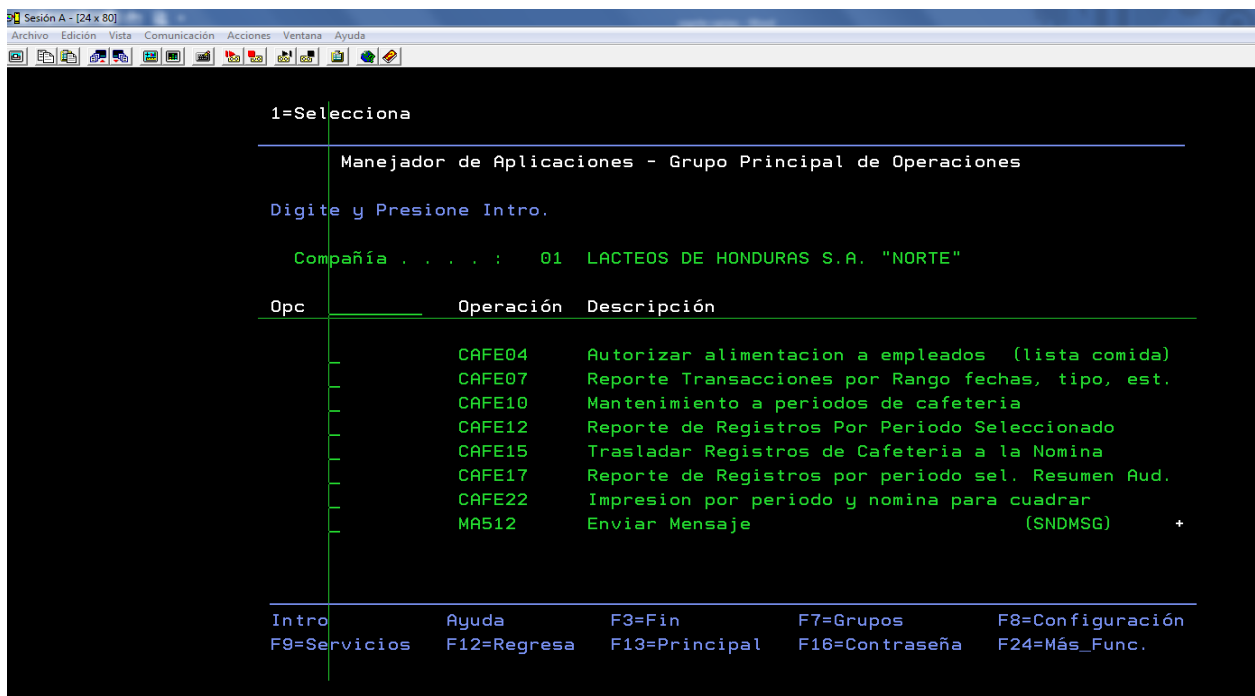 Sesión A - [24 x 80]
Archivo Edición Vista Comunicación Acciones Ventana Ayuda
1=Selecciona
Manejador de Aplicaciones - Grupo Principal de Operaciones
Digite y Presione Intro.
Compañía . . . . : 01 LACTEOS DE HONDURAS S.A. "NORTE"
Opc Operación Descripción
CAFE04 Autorizar alimentacion a empleados (lista comida)
CAFE07 Reporte Transacciones por Rango fechas, tipo, est.
CAFE10 Mantenimiento a periodos de cafeteria
CAFE12 Reporte de Registros Por Periodo Seleccionado
CAFE15 Trasladar Registros de Cafeteria a la Nomina
CAFE17 Reporte de Registros por periodo sel. Resumen Aud.
CAFE22 Impresion por periodo y nomina para cuadrar
MA512 Enviar Mensaje (SNDMSG) +
Intro Ayuda F3=Fin F7=Grupos F8=Configuración
F9=Servicios F12=Regresa F13=Principal F16=Contraseña F24=Más_Func.